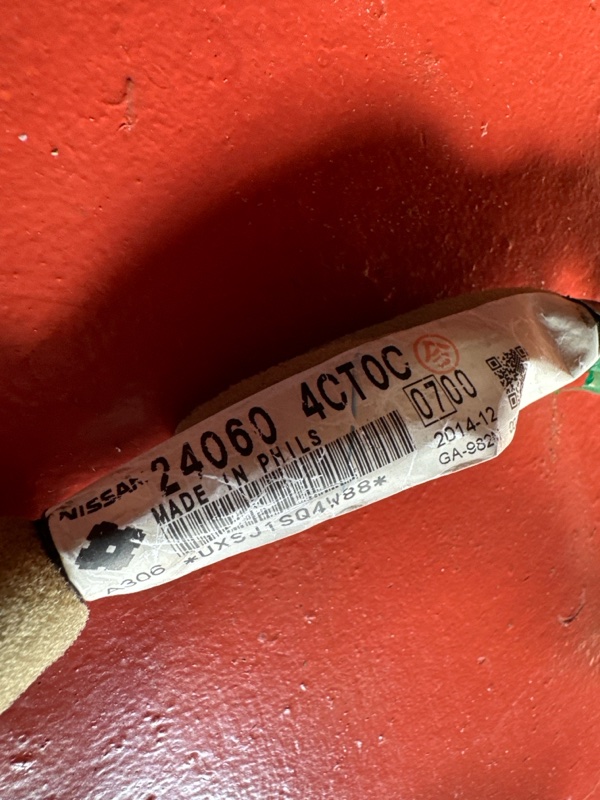 NISSAN 24060 4CT0C
0700
MADE IN PHILS
2014-12
*UXSJ1SQ4W88*
A306